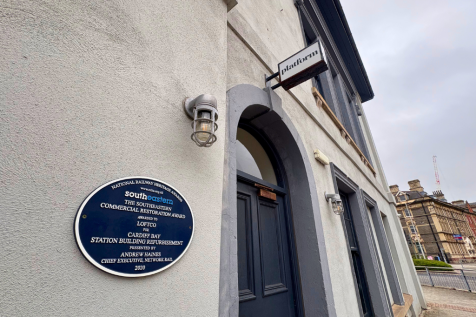 platform
NATIONAL RAILWAY HERITAGE AWARDS
southeastern
THE SOUTHEASTERN
COMMERCIAL RESTORATION AWARD
AWARDED TO
LOFTCO
FOR
CARDIFF BAY
STATION BUILDING REFURBISHMENT
PRESENTED BY
ANDREW HAINES
CHIEF EXECUTIVE, NETWORK RAIL